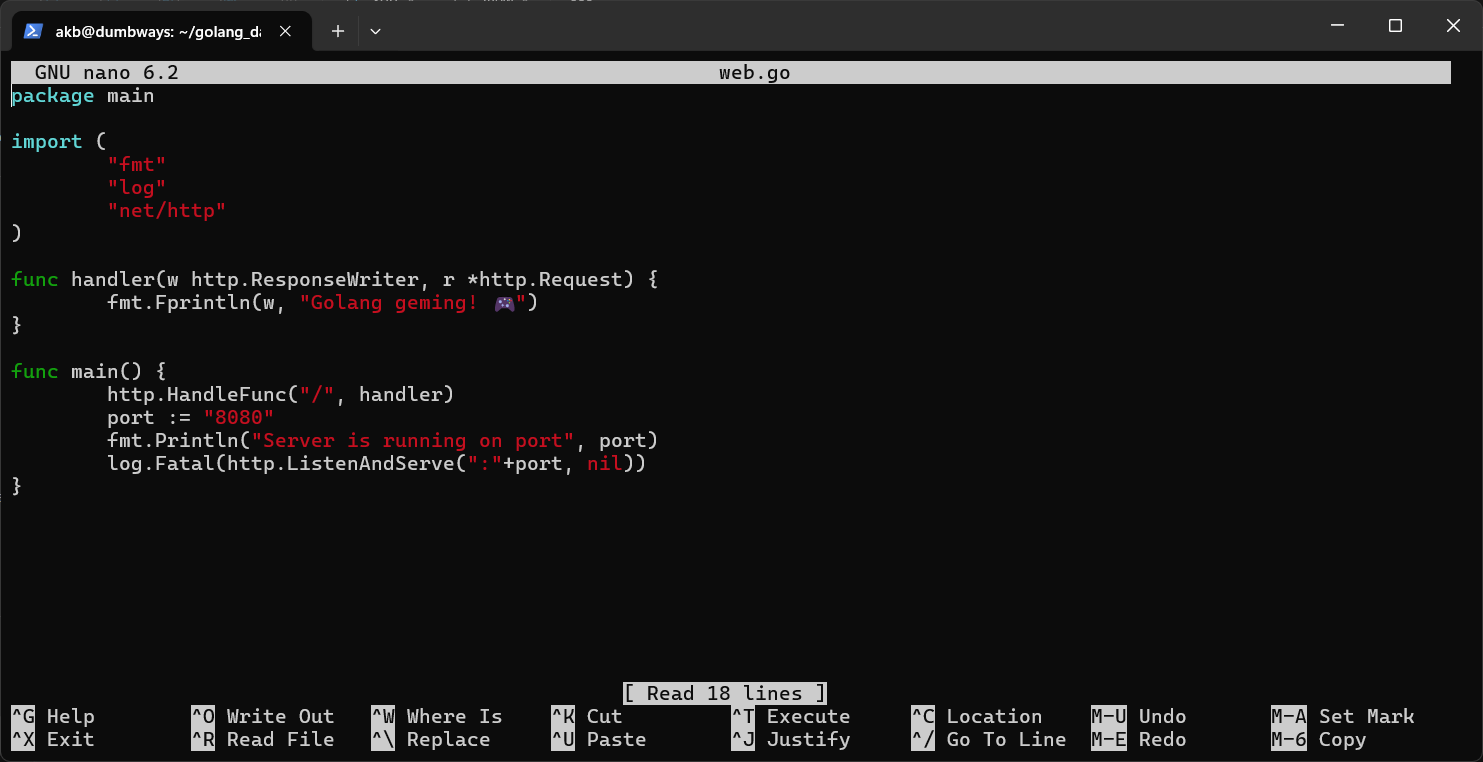 akb@dumbways: ~/golang_da
GNU nano 6.2 web.go
package main
import (
"fmt"
"log"
"net/http"
)
func handler(w http.ResponseWriter, r *http.Request) {
fmt.Fprintln(w, "Golang geming! 🎮")
}
func main() {
http.HandleFunc("/", handler)
port := "8080"
fmt.Println("Server is running on port", port)
log.Fatal(http.ListenAndServe(":"+port, nil))
}
[ Read 18 lines ]
^G Help ^O Write Out ^W Where Is ^K Cut ^T Execute ^C Location M-U Undo M-A Set Mark
^X Exit ^R Read File ^\ Replace ^U Paste ^J Justify ^/ Go To Line M-E Redo M-6 Copy